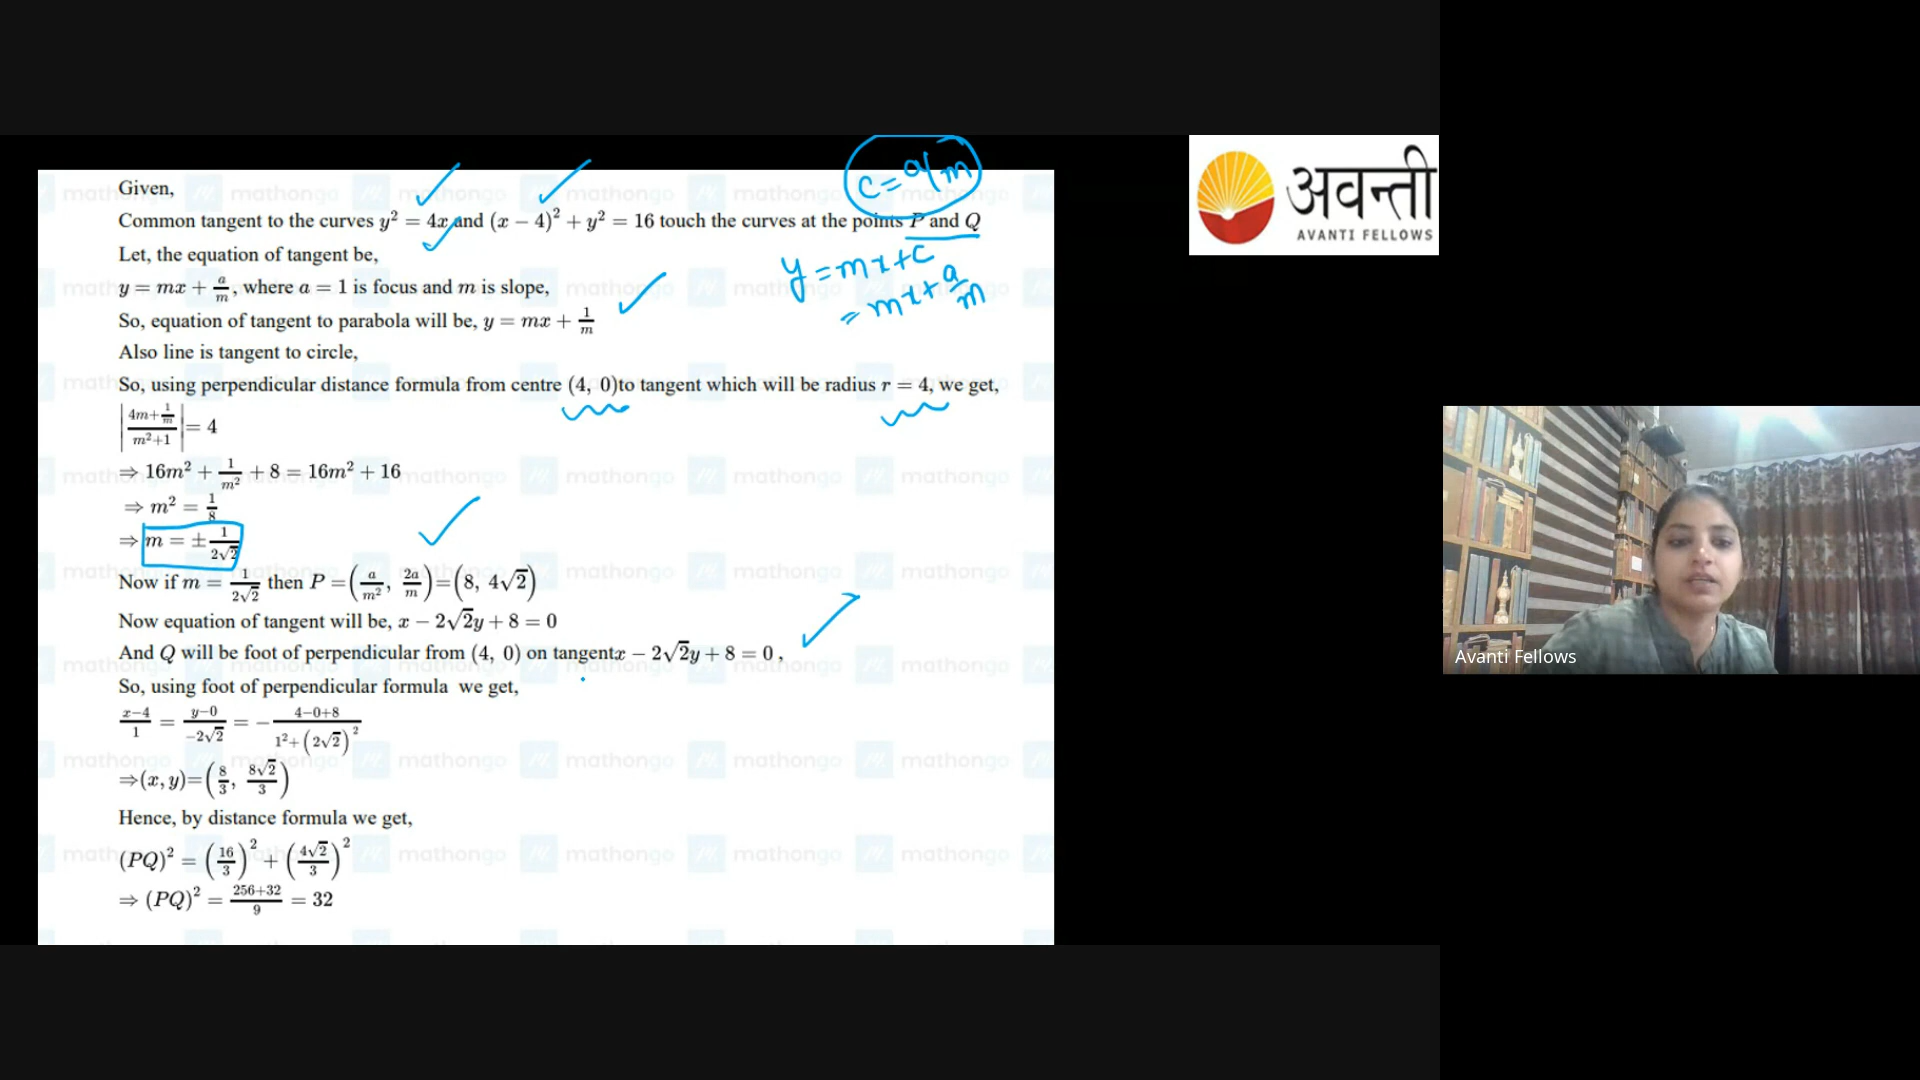 Given,
Common tangent to the curves y² = 4x and (x − 4)² + y² = 16 touch the curves at the points P and Q
Let, the equation of tangent be,
y = mx + a/m, where a = 1 is focus and m is slope,
So, equation of tangent to parabola will be, y = mx + 1/m
Also line is tangent to circle,
So, using perpendicular distance formula from centre (4, 0)to tangent which will be radius r = 4, we get,
|(4m+1/m)/(m²+1)| = 4
⇒ 16m² + 1/m² + 8 = 16m² + 16
⇒ m² = 1/8
⇒ m = ± 1/(2√2)
Now if m = 1/(2√2) then P =(a/m², 2a/m)=(8, 4√2)
Now equation of tangent will be, x − 2√2y + 8 = 0
And Q will be foot of perpendicular from (4, 0) on tangentx − 2√2y + 8 = 0 ,
So, using foot of perpendicular formula we get,
(x−4)/1 = (y−0)/(−2√2) = − (4−0+8)/(1²+(2√2)²)
⇒(x, y)=(8/3, 8√2/3)
Hence, by distance formula we get,
(PQ)² = (16/3)² + (4√2/3)²
⇒ (PQ)² = (256+32)/9 = 32
c = a/m
y = mx + c
= mx + a/m
अवन्ती
AVANTI FELLOWS
Avanti Fellows
mathongo